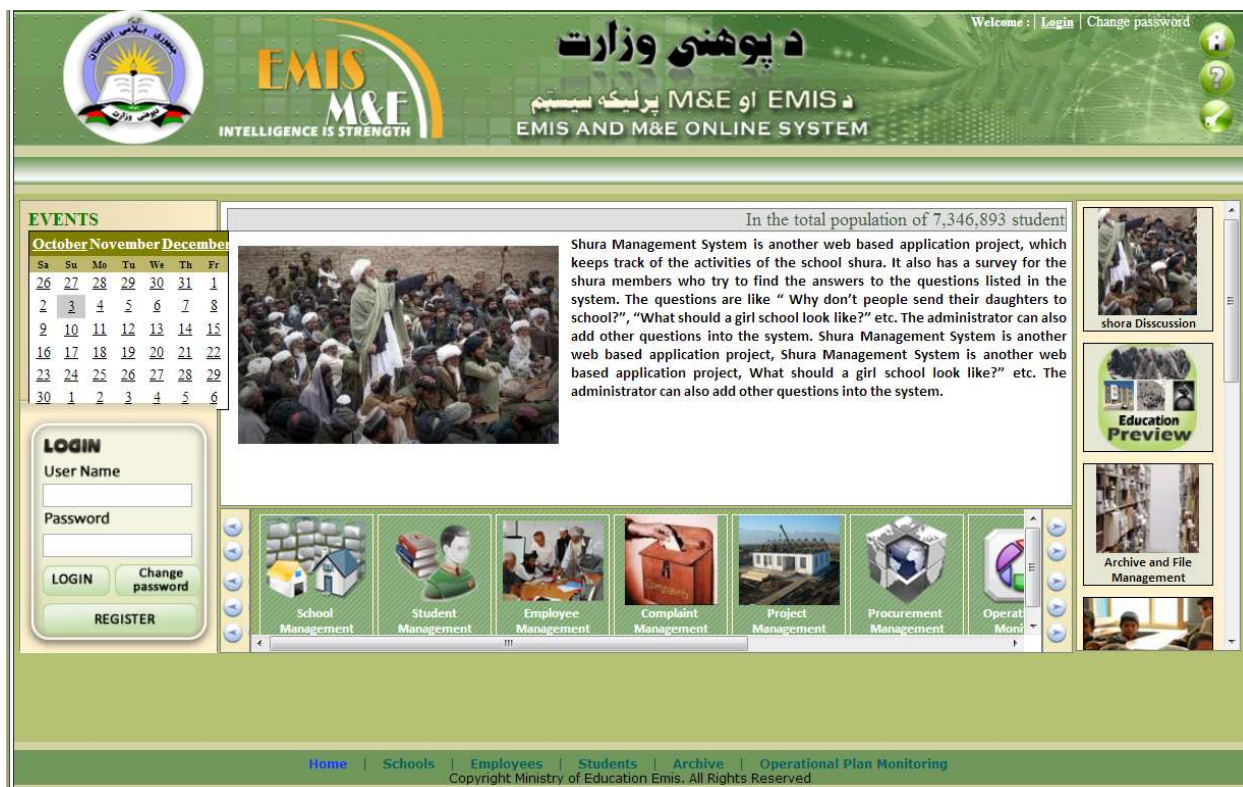 Welcome : | Login | Change password
جمهوری اسلامی افغانستان
پوهنی وزارت
EMIS
M&E
INTELLIGENCE IS STRENGTH
د پوهنی وزارت
د EMIS او M&E پرلیکه سیستم
EMIS AND M&E ONLINE SYSTEM
EVENTS
October November December
Sa Su Mo Tu We Th Fr
26 27 28 29 30 31 1
2 3 4 5 6 7 8
9 10 11 12 13 14 15
16 17 18 19 20 21 22
23 24 25 26 27 28 29
30 1 2 3 4 5 6
LOGIN
User Name
Password
LOGIN
Change
password
REGISTER
In the total population of 7,346,893 student
Shura Management System is another web based application project, which
keeps track of the activities of the school shura. It also has a survey for the
shura members who try to find the answers to the questions listed in the
system. The questions are like “ Why don’t people send their daughters to
school?”, “What should a girl school look like?” etc. The administrator can also
add other questions into the system. Shura Management System is another
web based application project, Shura Management System is another web
based application project, What should a girl school look like?” etc. The
administrator can also add other questions into the system.
School
Management
Student
Management
Employee
Management
Complaints
Complaint
Management
Project
Management
Procurement
Management
Operat
Moni
shora Disscussion
Education
Preview
Archive and File
Management
Home | Schools | Employees | Students | Archive | Operational Plan Monitoring
Copyright Ministry of Education Emis. All Rights Reserved